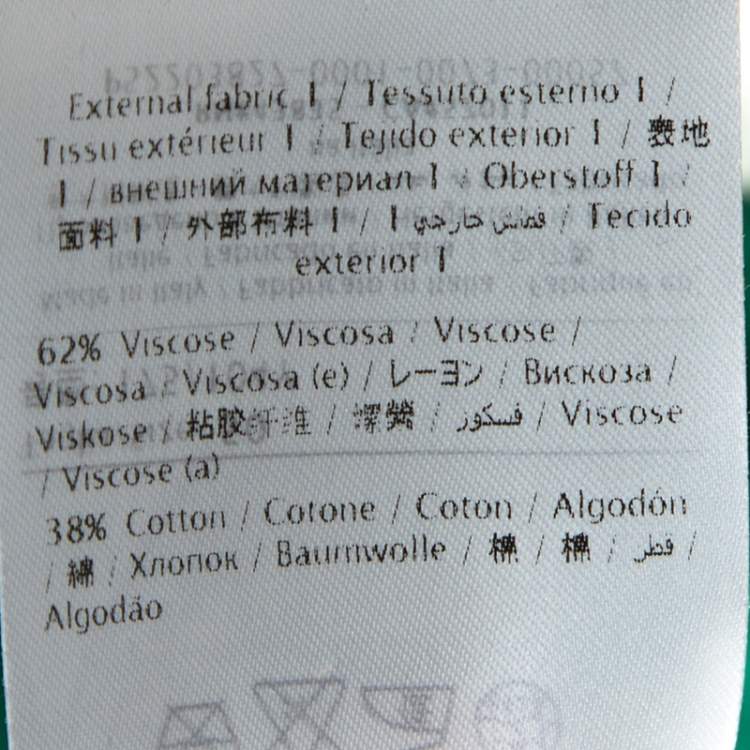 External fabric 1 / Tessuto esterno 1 /
Tissu extérieur 1 / Tejido exterior 1 / 表地
1 / внешний материал 1 / Oberstoff 1 /
面料 1 / 外部布料 1 / قماش خارجي 1 / Tecido
exterior 1
62% Viscose / Viscosa / Viscose /
Viscosa / Viscosa (e) / レーヨン / Вискоза /
Viskose / 粘胶纤维 / / فسكوز / Viscose
/ Viscose (a)
38% Cotton / Cotone / Coton / Algodón
/ 綿 / Хлопок / Baumwolle / 棉 / 棉 / قطن /
Algodão